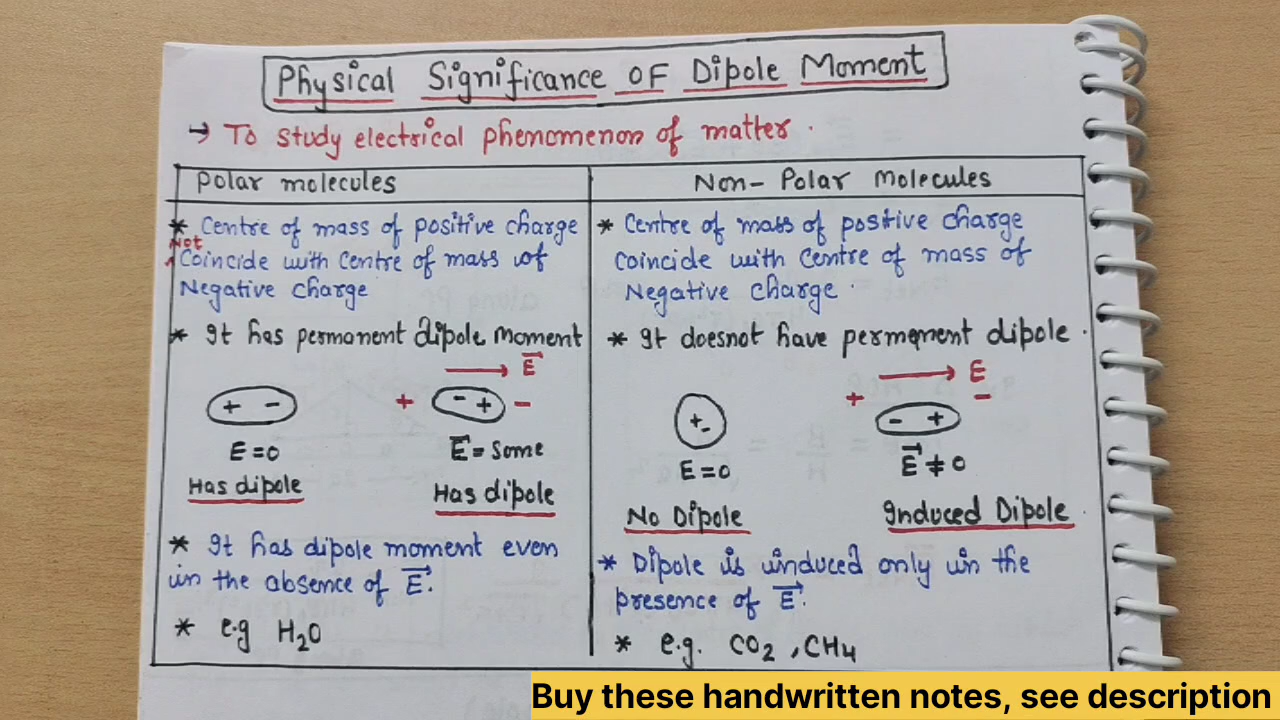 Physical Significance OF Dipole Moment
→ To study electrical phenomenon of matter.
Polar molecules
* Centre of mass of positive charge
Not
Coincide with Centre of mass of
Negative charge
* It has permanent dipole Moment
E
+ -
+ - + -
E=0
E = Some
Has dipole
Has dipole
* It has dipole moment even
in the absence of E.
* e.g H₂O
Non-Polar Molecules
* Centre of mass of positive charge
Coincide with Centre of mass of
Negative charge.
* It doesnot have permanent dipole.
E
+ -
+ - + -
E=0
E ≠ 0
No Dipole
Induced Dipole.
* Dipole is induced only in the
presence of E.
* e.g. CO₂, CH₄
Buy these handwritten notes, see description